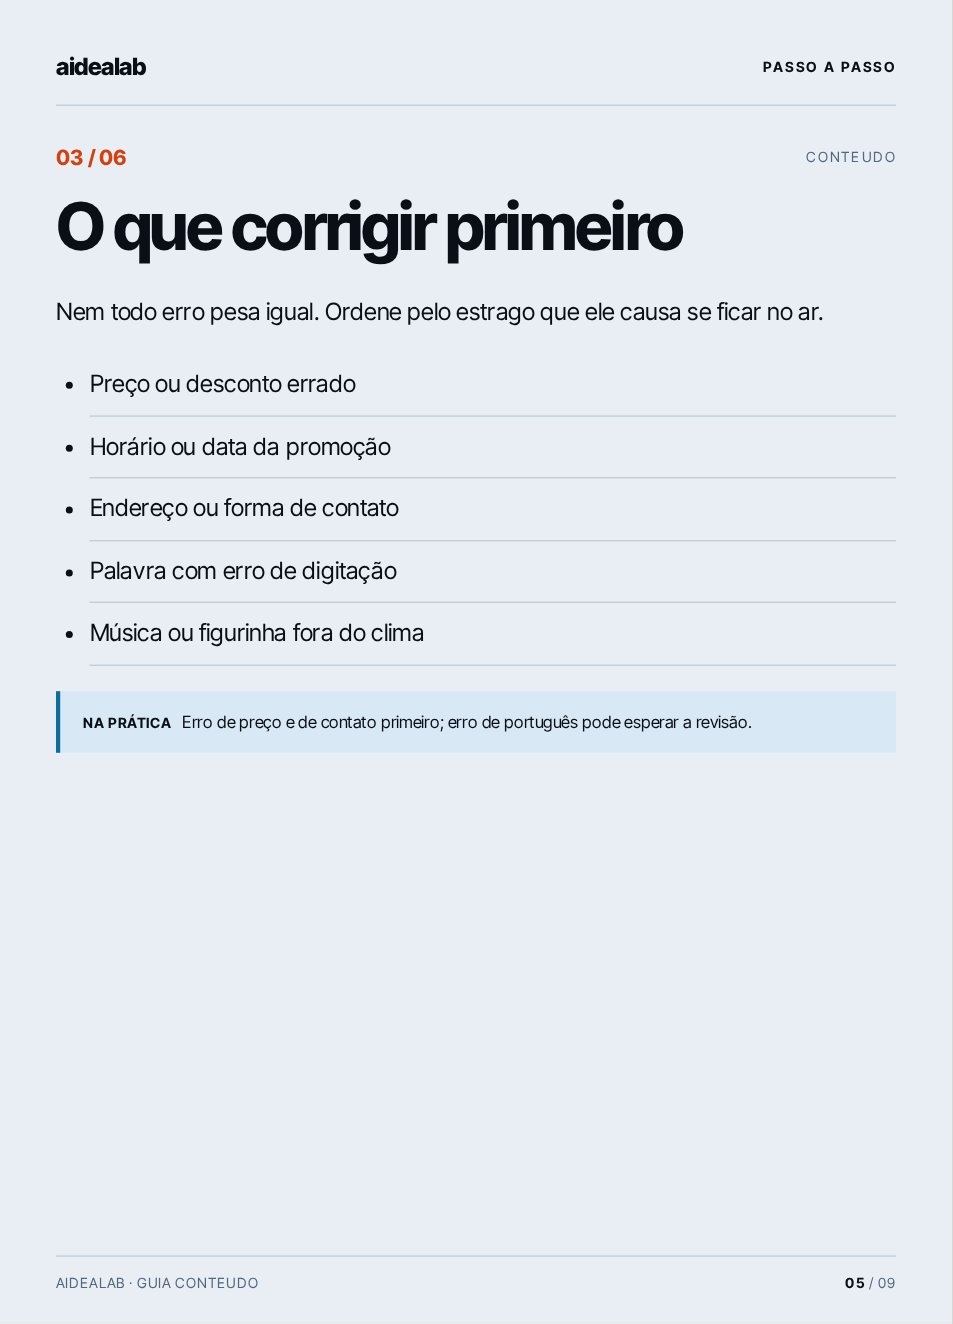 aidealab
PASSO A PASSO
03 / 06
CONTEUDO
O que corrigir primeiro
Nem todo erro pesa igual. Ordene pelo estrago que ele causa se ficar no ar.
• Preço ou desconto errado
• Horário ou data da promoção
• Endereço ou forma de contato
• Palavra com erro de digitação
• Música ou figurinha fora do clima
NA PRÁTICA Erro de preço e de contato primeiro; erro de português pode esperar a revisão.
AIDEALAB · GUIA CONTEUDO
05 / 09